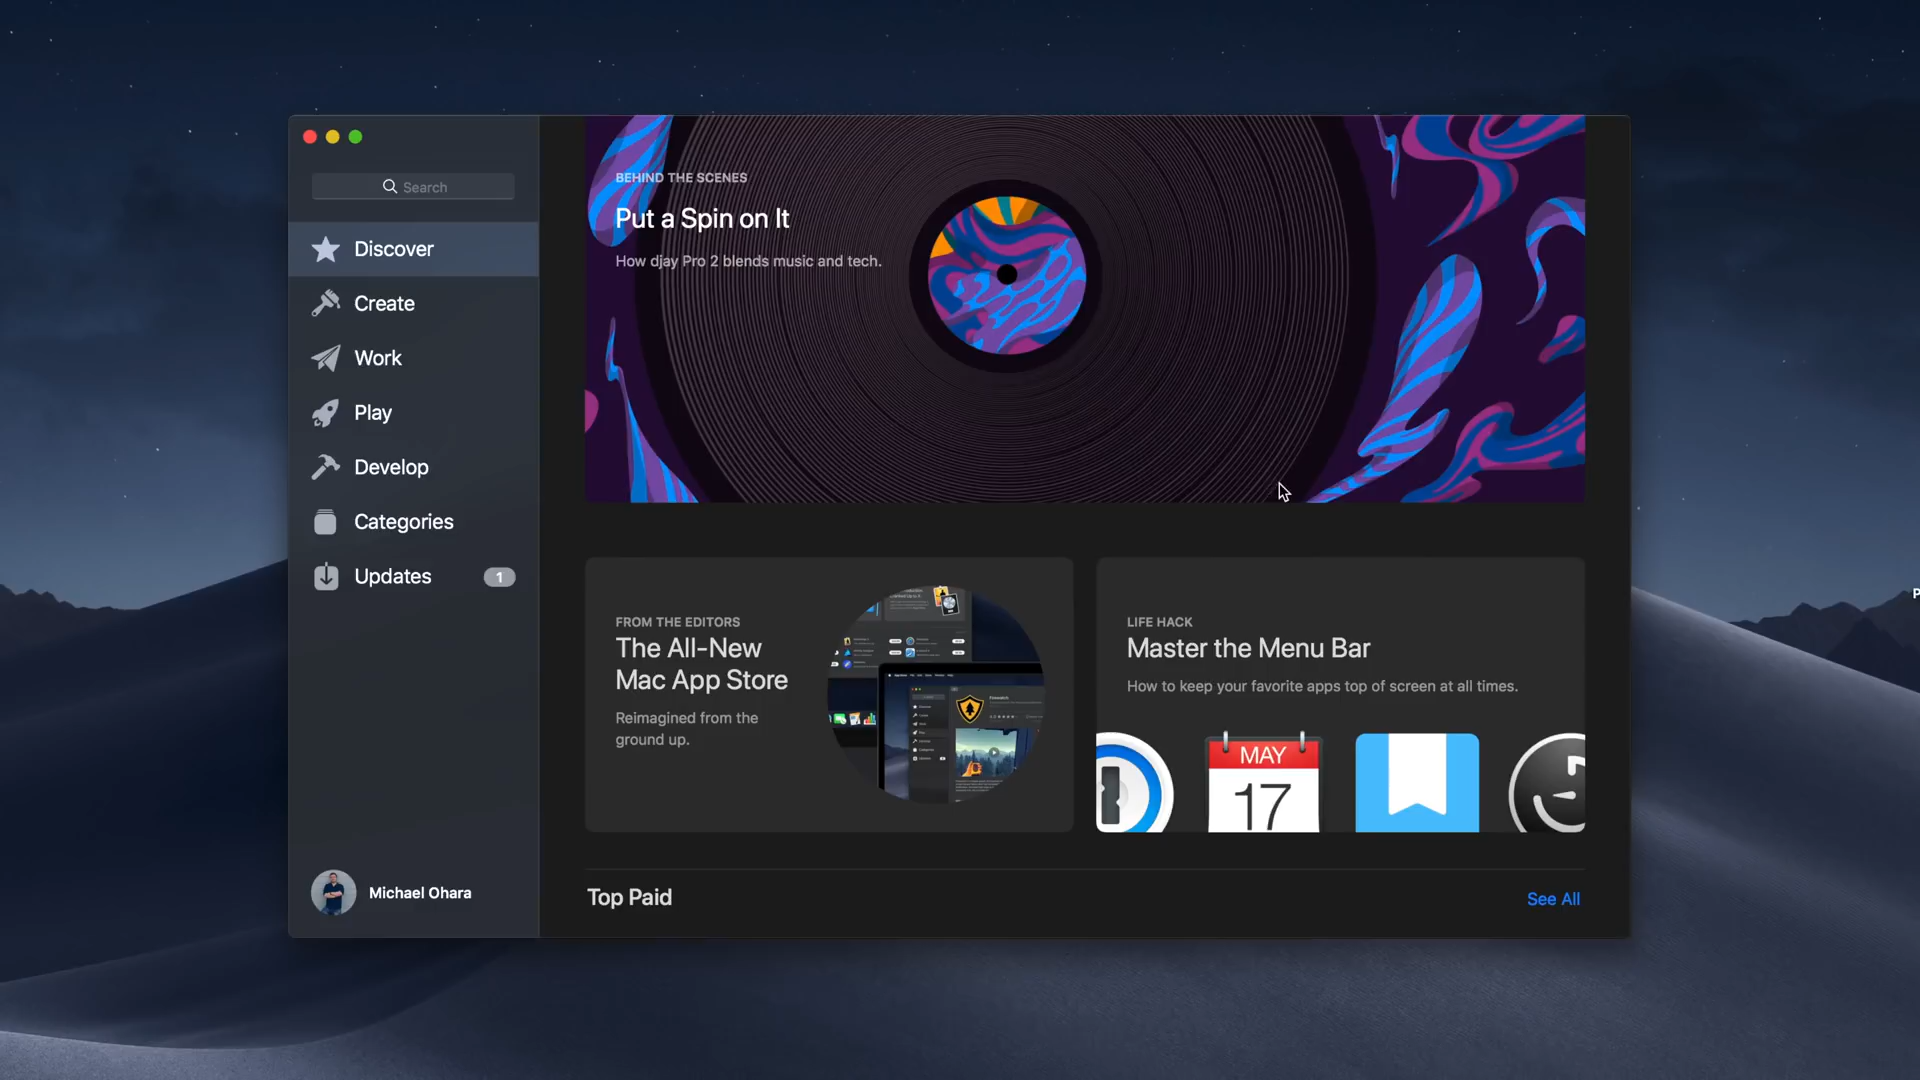 Search
Discover
Create
Work
Play
Develop
Categories
Updates 1
Michael Ohara
BEHIND THE SCENES
Put a Spin on It
How djay Pro 2 blends music and tech.
FROM THE EDITORS
The All-New
Mac App Store
Reimagined from the
ground up.
LIFE HACK
Master the Menu Bar
How to keep your favorite apps top of screen at all times.
MAY
17
Top Paid
See All
P